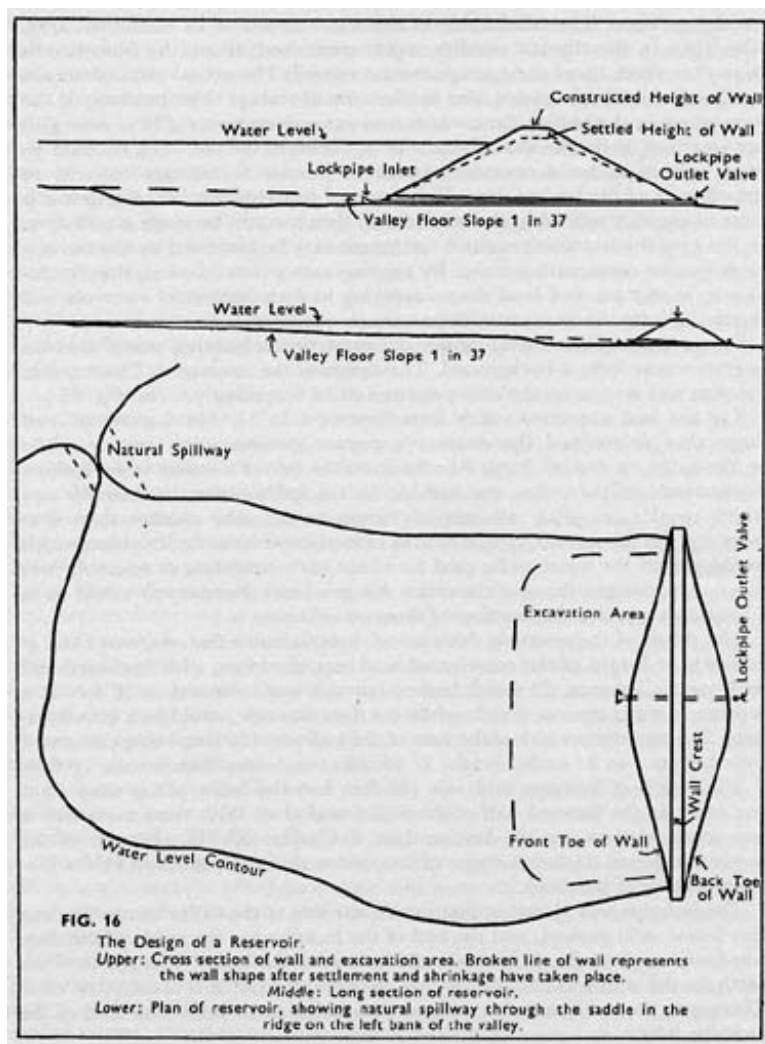 Constructed Height of Wall
Water Level
Settled Height of Wall
Lockpipe Inlet
Lockpipe
Outlet Valve
Valley Floor Slope 1 In 37
Water Level
Valley Floor Slope 1 in 37
Natural Spillway
Excavation Area
Lockpipe Outlet Valve
Wall Crest
Front Toe of Wall
Water Level Contour
Back Toe
of Wall
FIG. 1
The Design of a Reservoir.
Upper: Cross section of wall and excavation area. Broken line of wall represents
the wall shape after settlement and shrinkage have taken place.
Middle: Long section of reservoir.
Lower: Plan of reservoir, showing natural spillway through the saddle in the
ridge on the left bank of the valley.